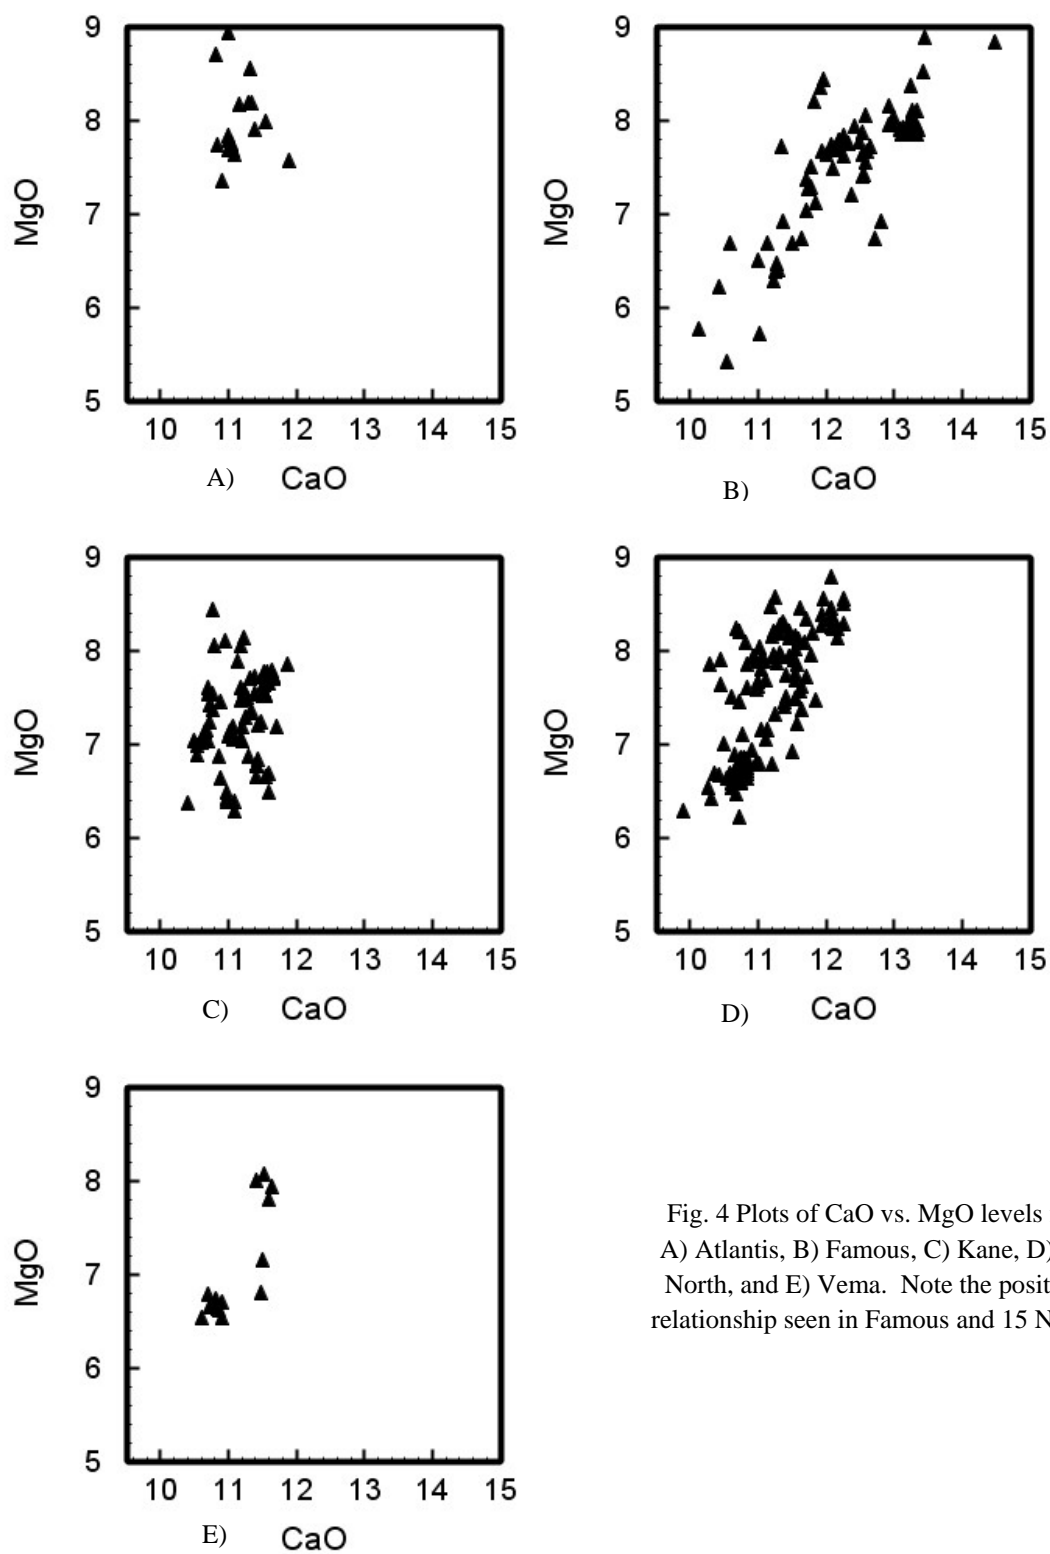 9
8
7
6
5
MgO
10 11 12 13 14 15
A) CaO
9
8
7
6
5
MgO
10 11 12 13 14 15
B) CaO
9
8
7
6
5
MgO
10 11 12 13 14 15
C) CaO
9
8
7
6
5
MgO
10 11 12 13 14 15
D) CaO
9
8
7
6
5
MgO
10 11 12 13 14 15
E) CaO
Fig. 4 Plots of CaO vs. MgO levels
A) Atlantis, B) Famous, C) Kane, D)
North, and E) Vema. Note the posit
relationship seen in Famous and 15 N